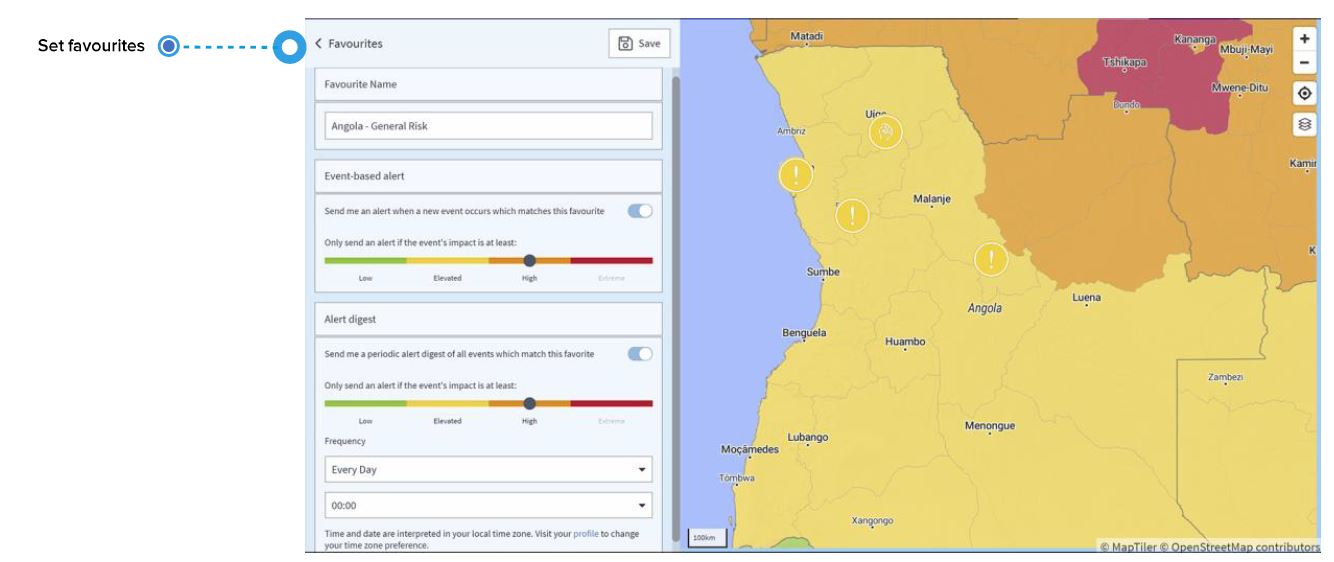 Set favourites
Favourites
Save
Favourite Name
Angola - General Risk
Event-based alert
Send me an alert when a new event occurs which matches this favourite
Only send an alert if the event's impact is at least:
Low Elevated High Extreme
Alert digest
Send me a periodic alert digest of all events which match this favorite
Only send an alert if the event's impact is at least:
Low Elevated High Extreme
Frequency
Every Day
00:00
Time and date are interpreted in your local time zone. Visit your profile to change
your time zone preference.
Matadi
Kananga
Mbuji-Mayi
Tshikapa
Mwene-Ditu
Dundo
Ambriz
Malanje
Sumbe
Luena
Angola
Benguela
Huambo
Zambezi
Menongue
Lubango
Moçâmedes
Tômbwa
Xangongo
100km
© MapTiler © OpenStreetMap contributors